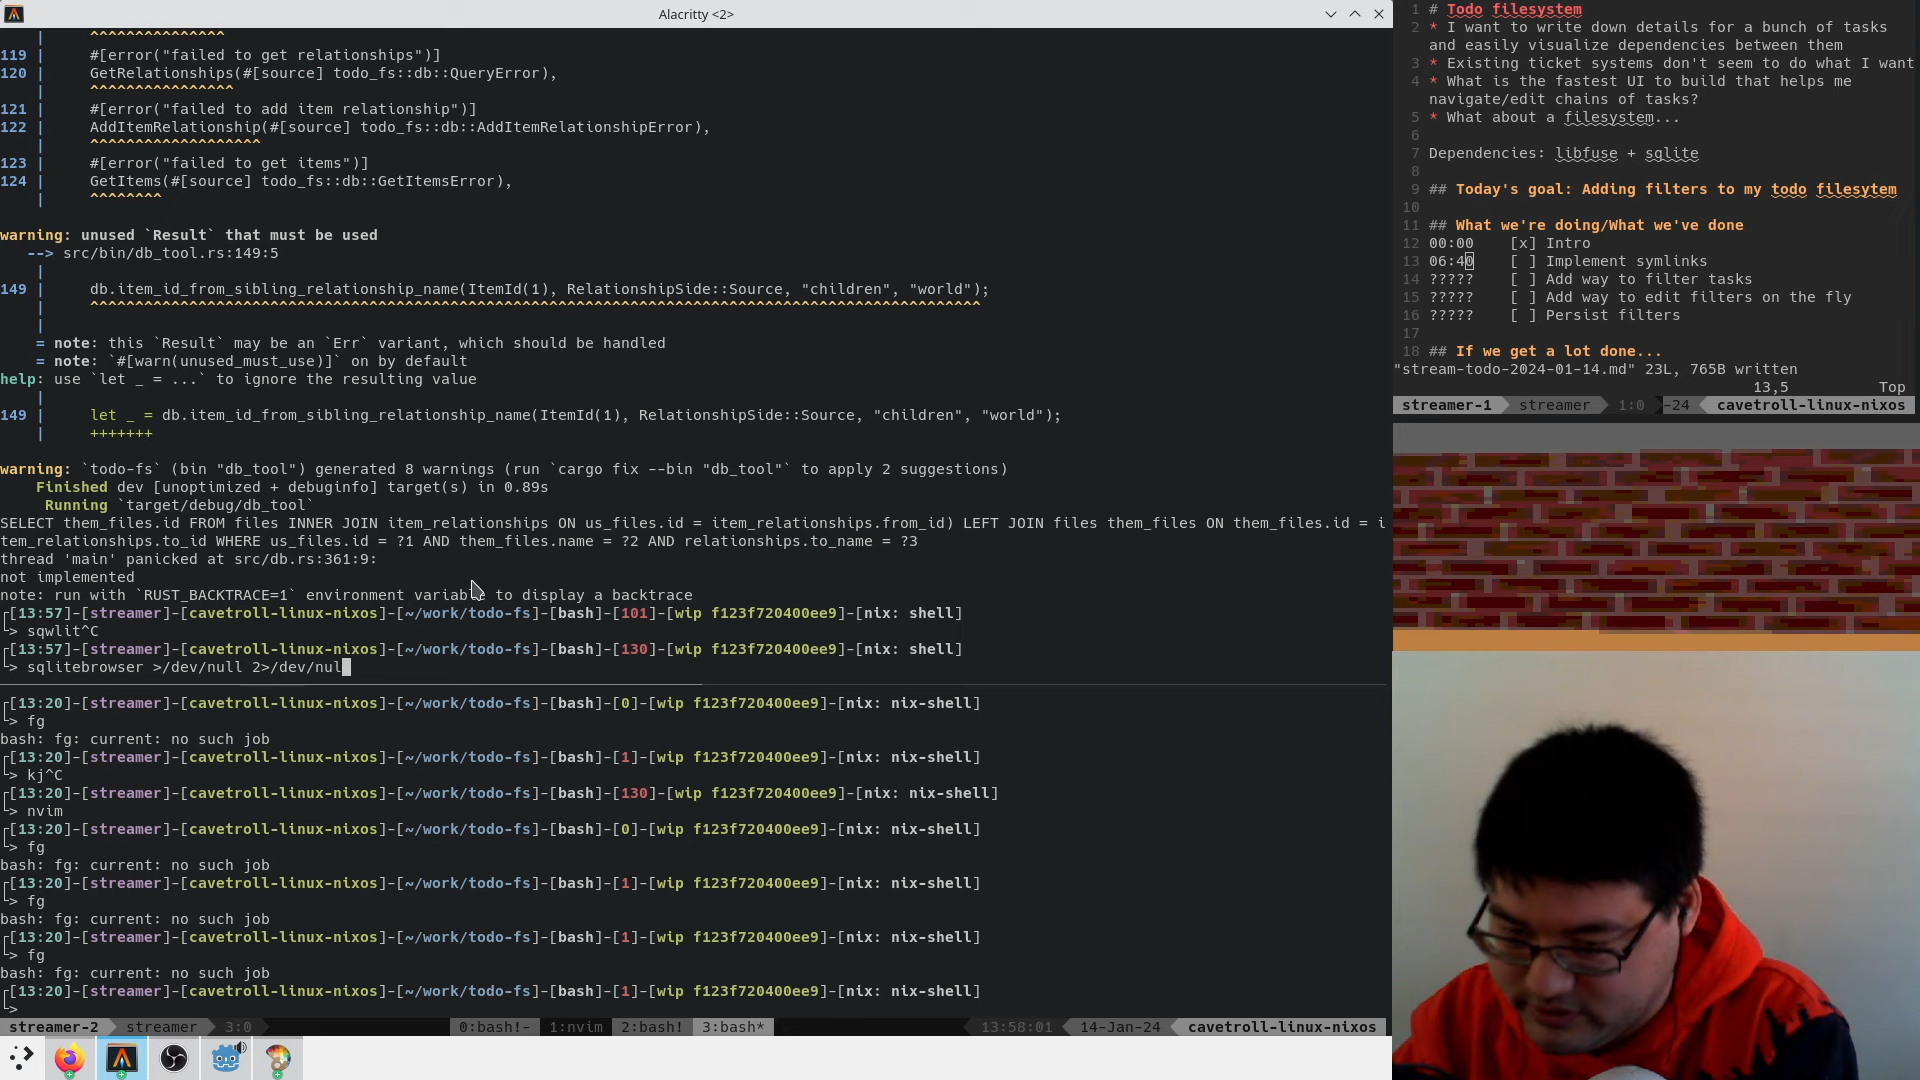 Alacritty <2>
| ^^^^^^^^^^^^^^^
119 | #[error("failed to get relationships")]
120 | GetRelationships(#[source] todo_fs::db::QueryError),
| ^^^^^^^^^^^^^^^^
121 | #[error("failed to add item relationship")]
122 | AddItemRelationship(#[source] todo_fs::db::AddItemRelationshipError),
| ^^^^^^^^^^^^^^^^^^^
123 | #[error("failed to get items")]
124 | GetItems(#[source] todo_fs::db::GetItemsError),
| ^^^^^^^^
warning: unused `Result` that must be used
--> src/bin/db_tool.rs:149:5
|
149 | db.item_id_from_sibling_relationship_name(ItemId(1), RelationshipSide::Source, "children", "world");
| ^^^^^^^^^^^^^^^^^^^^^^^^^^^^^^^^^^^^^^^^^^^^^^^^^^^^^^^^^^^^^^^^^^^^^^^^^^^^^^^^^^^^^^^^^^^^^^^^^^^
|
= note: this `Result` may be an `Err` variant, which should be handled
= note: `#[warn(unused_must_use)]` on by default
help: use `let _ = ...` to ignore the resulting value
|
149 | let _ = db.item_id_from_sibling_relationship_name(ItemId(1), RelationshipSide::Source, "children", "world");
| +++++++
warning: `todo-fs` (bin "db_tool") generated 8 warnings (run `cargo fix --bin "db_tool"` to apply 2 suggestions)
Finished dev [unoptimized + debuginfo] target(s) in 0.89s
Running `target/debug/db_tool`
SELECT them_files.id FROM files INNER JOIN item_relationships ON us_files.id = item_relationships.from_id) LEFT JOIN files them_files ON them_files.id = i
tem_relationships.to_id WHERE us_files.id = ?1 AND them_files.name = ?2 AND relationships.to_name = ?3
thread 'main' panicked at src/db.rs:361:9:
not implemented
note: run with `RUST_BACKTRACE=1` environment variable to display a backtrace
┌[13:57]-[streamer]-[cavetroll-linux-nixos]-[~/work/todo-fs]-[bash]-[101]-[wip f123f720400ee9]-[nix: shell]
└> sqwlit^C
┌[13:57]-[streamer]-[cavetroll-linux-nixos]-[~/work/todo-fs]-[bash]-[130]-[wip f123f720400ee9]-[nix: shell]
└> sqlitebrowser >/dev/null 2>/dev/nul
┌[13:20]-[streamer]-[cavetroll-linux-nixos]-[~/work/todo-fs]-[bash]-[0]-[wip f123f720400ee9]-[nix: nix-shell]
└> fg
bash: fg: current: no such job
┌[13:20]-[streamer]-[cavetroll-linux-nixos]-[~/work/todo-fs]-[bash]-[1]-[wip f123f720400ee9]-[nix: nix-shell]
└> kj^C
┌[13:20]-[streamer]-[cavetroll-linux-nixos]-[~/work/todo-fs]-[bash]-[130]-[wip f123f720400ee9]-[nix: nix-shell]
└> nvim
┌[13:20]-[streamer]-[cavetroll-linux-nixos]-[~/work/todo-fs]-[bash]-[0]-[wip f123f720400ee9]-[nix: nix-shell]
└> fg
bash: fg: current: no such job
┌[13:20]-[streamer]-[cavetroll-linux-nixos]-[~/work/todo-fs]-[bash]-[1]-[wip f123f720400ee9]-[nix: nix-shell]
└> fg
bash: fg: current: no such job
┌[13:20]-[streamer]-[cavetroll-linux-nixos]-[~/work/todo-fs]-[bash]-[1]-[wip f123f720400ee9]-[nix: nix-shell]
└> fg
bash: fg: current: no such job
┌[13:20]-[streamer]-[cavetroll-linux-nixos]-[~/work/todo-fs]-[bash]-[1]-[wip f123f720400ee9]-[nix: nix-shell]
└>
streamer-2 streamer 3:0 0:bash!- 1:nvim 2:bash! 3:bash* 13:58:01 14-Jan-24 cavetroll-linux-nixos
1 # Todo filesystem
2 * I want to write down details for a bunch of tasks
and easily visualize dependencies between them
3 * Existing ticket systems don't seem to do what I want
4 * What is the fastest UI to build that helps me
navigate/edit chains of tasks?
5 * What about a filesystem...
6
7 Dependencies: libfuse + sqlite
8
9 ## Today's goal: Adding filters to my todo filesytem
10
11 ## What we're doing/What we've done
12 00:00 [x] Intro
13 06:40 [ ] Implement symlinks
14 ????? [ ] Add way to filter tasks
15 ????? [ ] Add way to edit filters on the fly
16 ????? [ ] Persist filters
17
18 ## If we get a lot done...
"stream-todo-2024-01-14.md" 23L, 765B written
13,5 Top
streamer-1 streamer 1:0 -24 cavetroll-linux-nixos